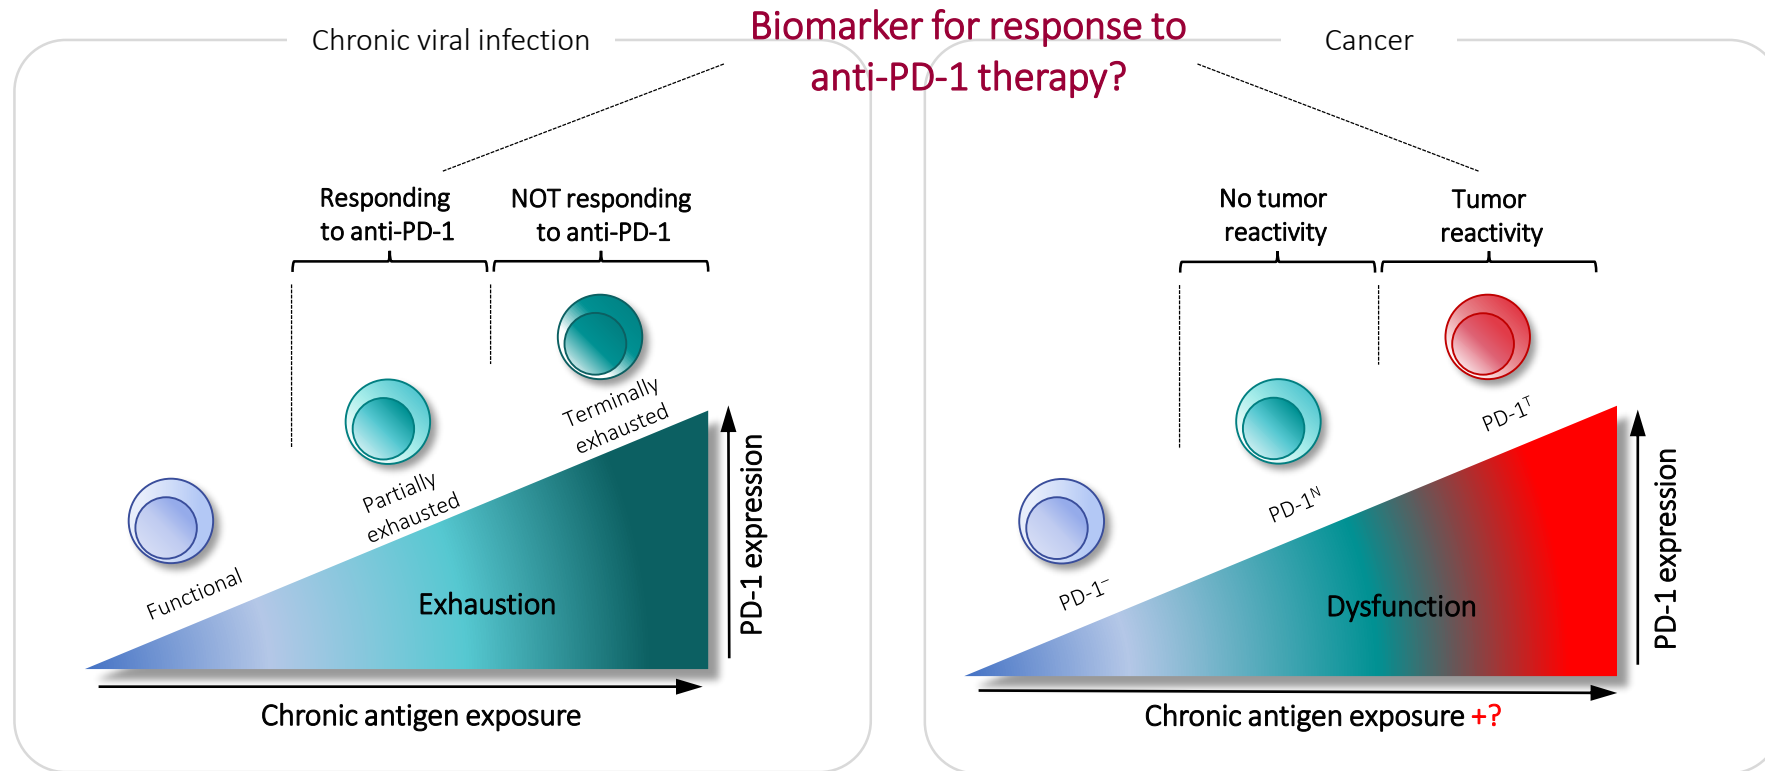 Biomarker for response to
anti-PD-1 therapy?
Chronic viral infection
Responding
to anti-PD-1
NOT responding
to anti-PD-1
Terminally
exhausted
Partially
exhausted
Functional
Exhaustion
PD-1 expression
Chronic antigen exposure
Cancer
No tumor
reactivity
Tumor
reactivity
PD-1ᵀ
PD-1ᴺ
PD-1⁻
Dysfunction
PD-1 expression
Chronic antigen exposure +?